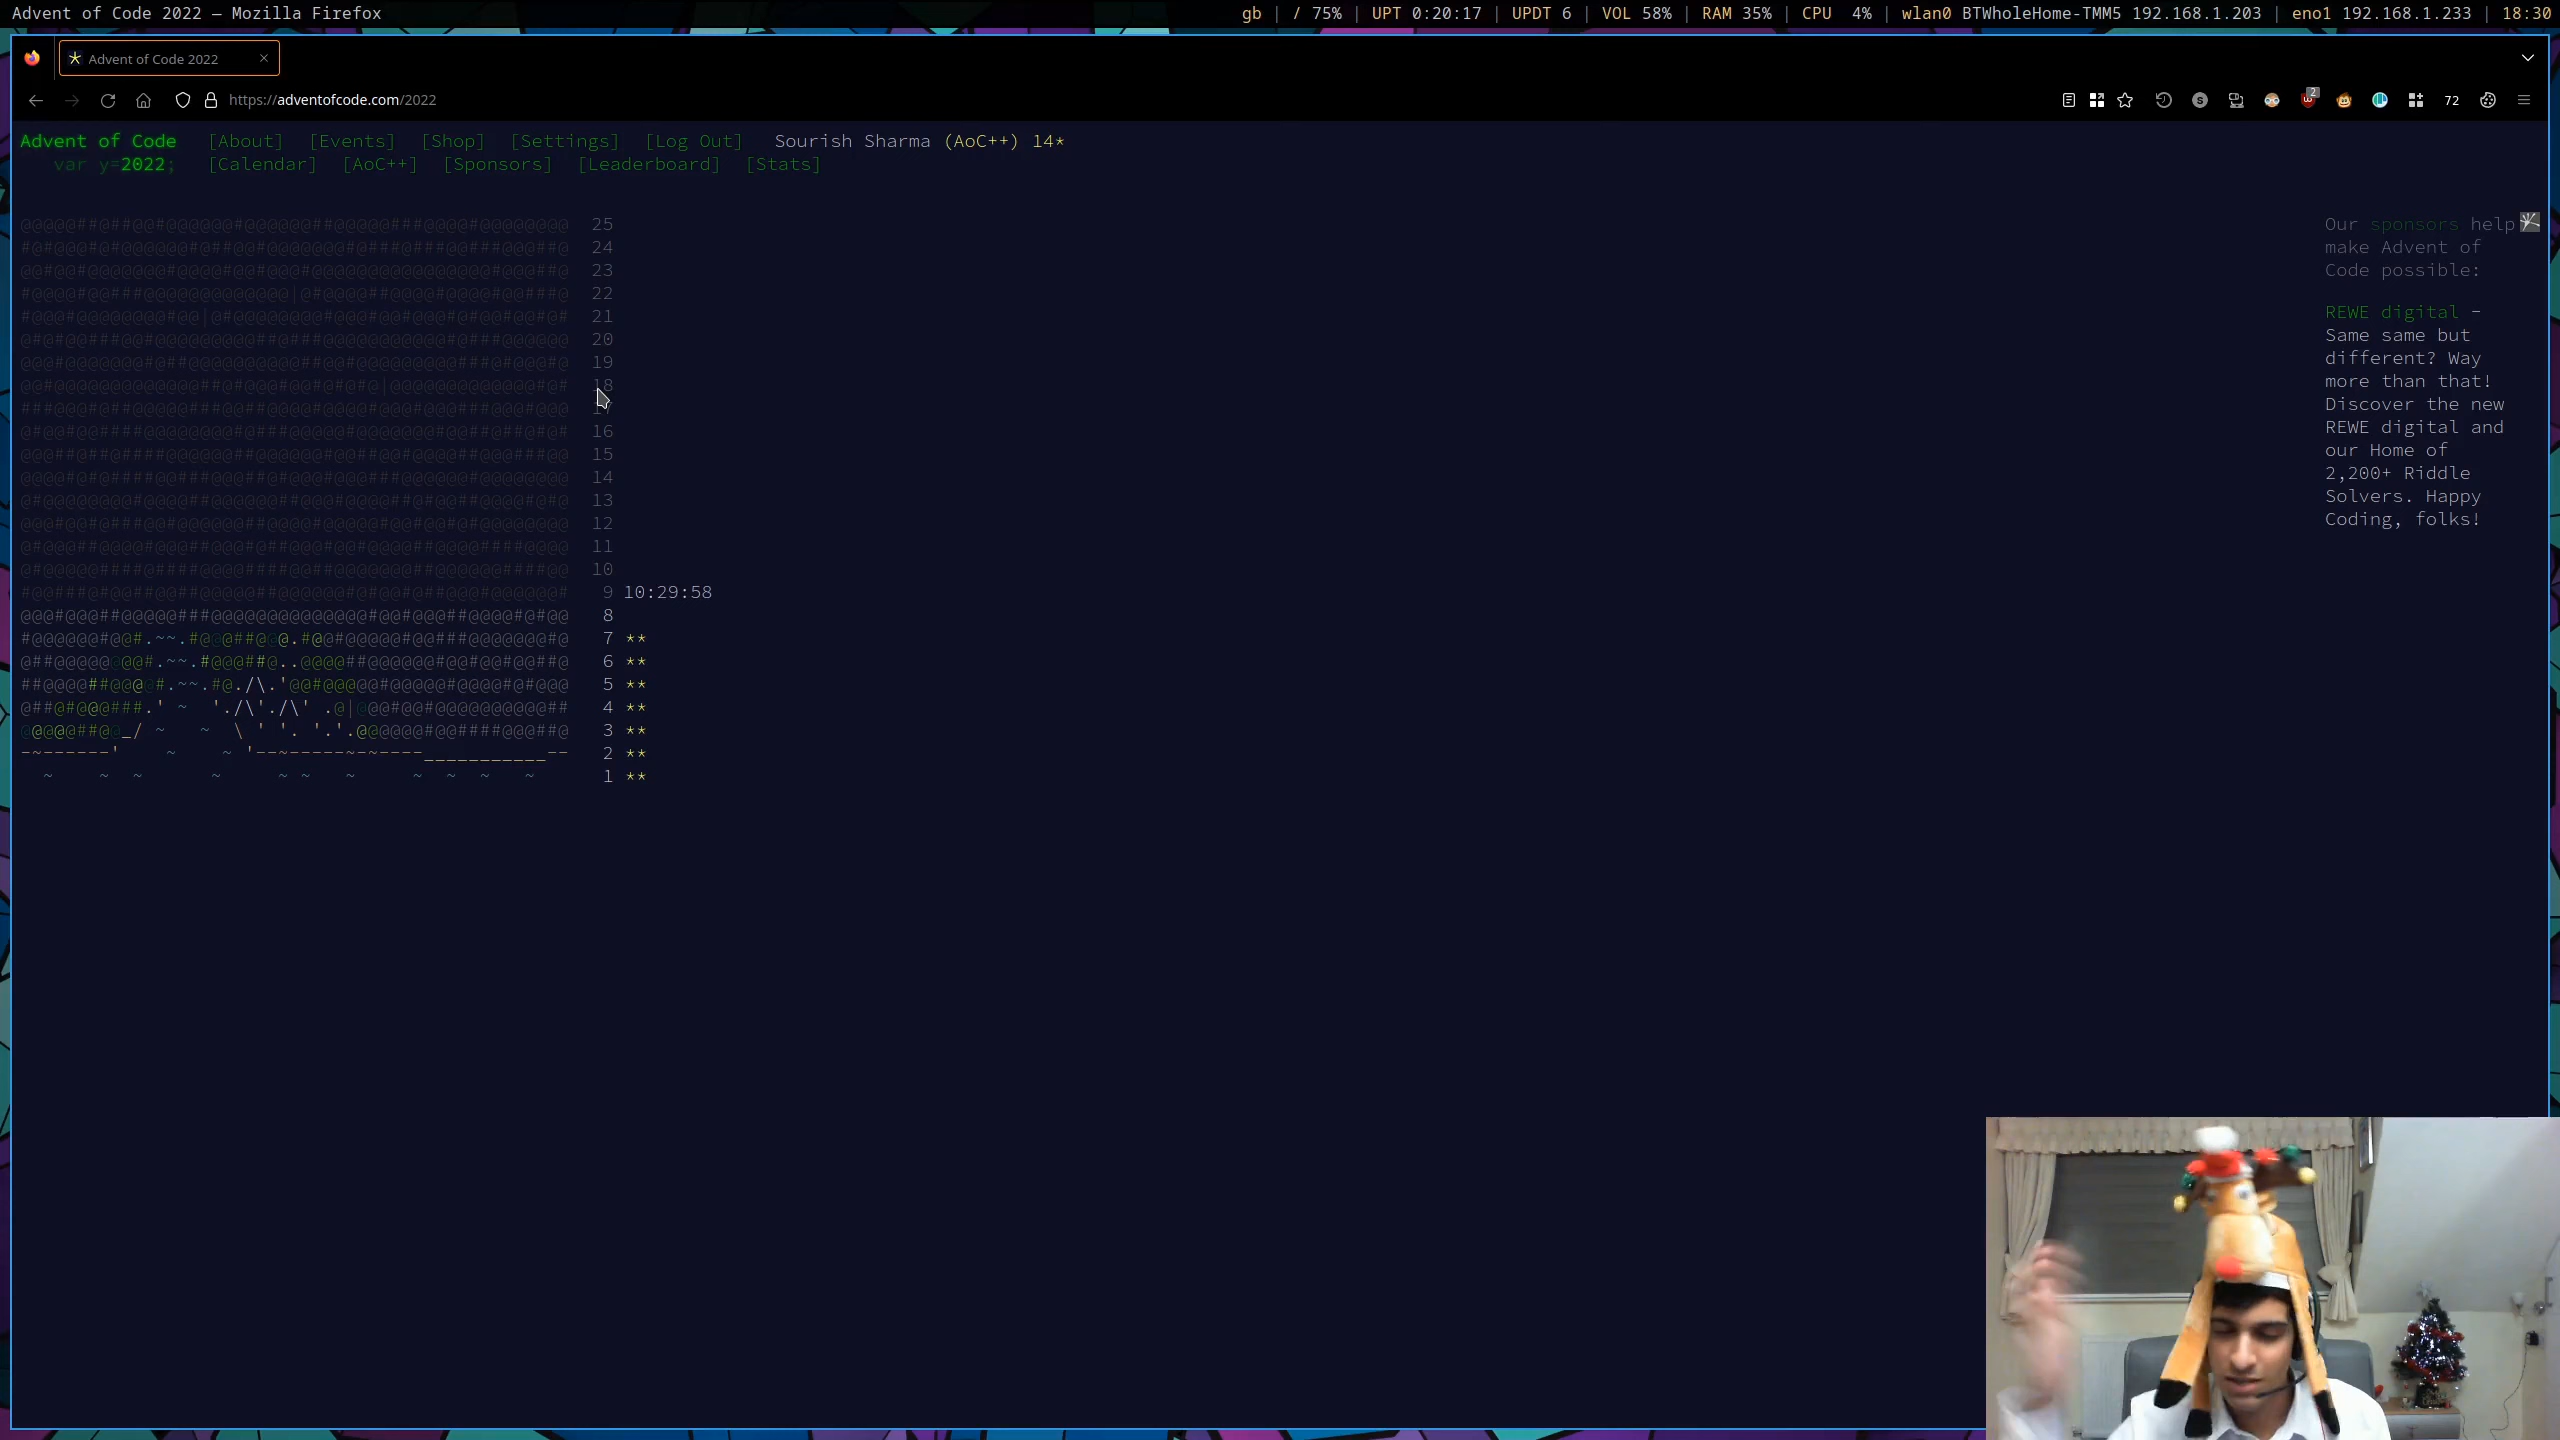 Advent of Code 2022 — Mozilla Firefox
gb | / 75% | UPT 0:20:17 | UPDT 6 | VOL 58% | RAM 35% | CPU 4% | wlan0 BTWholeHome-TMM5 192.168.1.203 | eno1 192.168.1.233 | 18:30
Advent of Code 2022
https://adventofcode.com/2022
2
72
Advent of Code [About] [Events] [Shop] [Settings] [Log Out] Sourish Sharma (AoC++) 14*
var y=2022; [Calendar] [AoC++] [Sponsors] [Leaderboard] [Stats]
25
24
23
22
21
20
19
18
17
16
15
14
13
12
11
10
9 10:29:58
8
7 **
6 **
5 **
4 **
3 **
2 **
1 **
Our sponsors help
make Advent of
Code possible:
REWE digital -
Same same but
different? Way
more than that!
Discover the new
REWE digital and
our Home of
2,200+ Riddle
Solvers. Happy
Coding, folks!